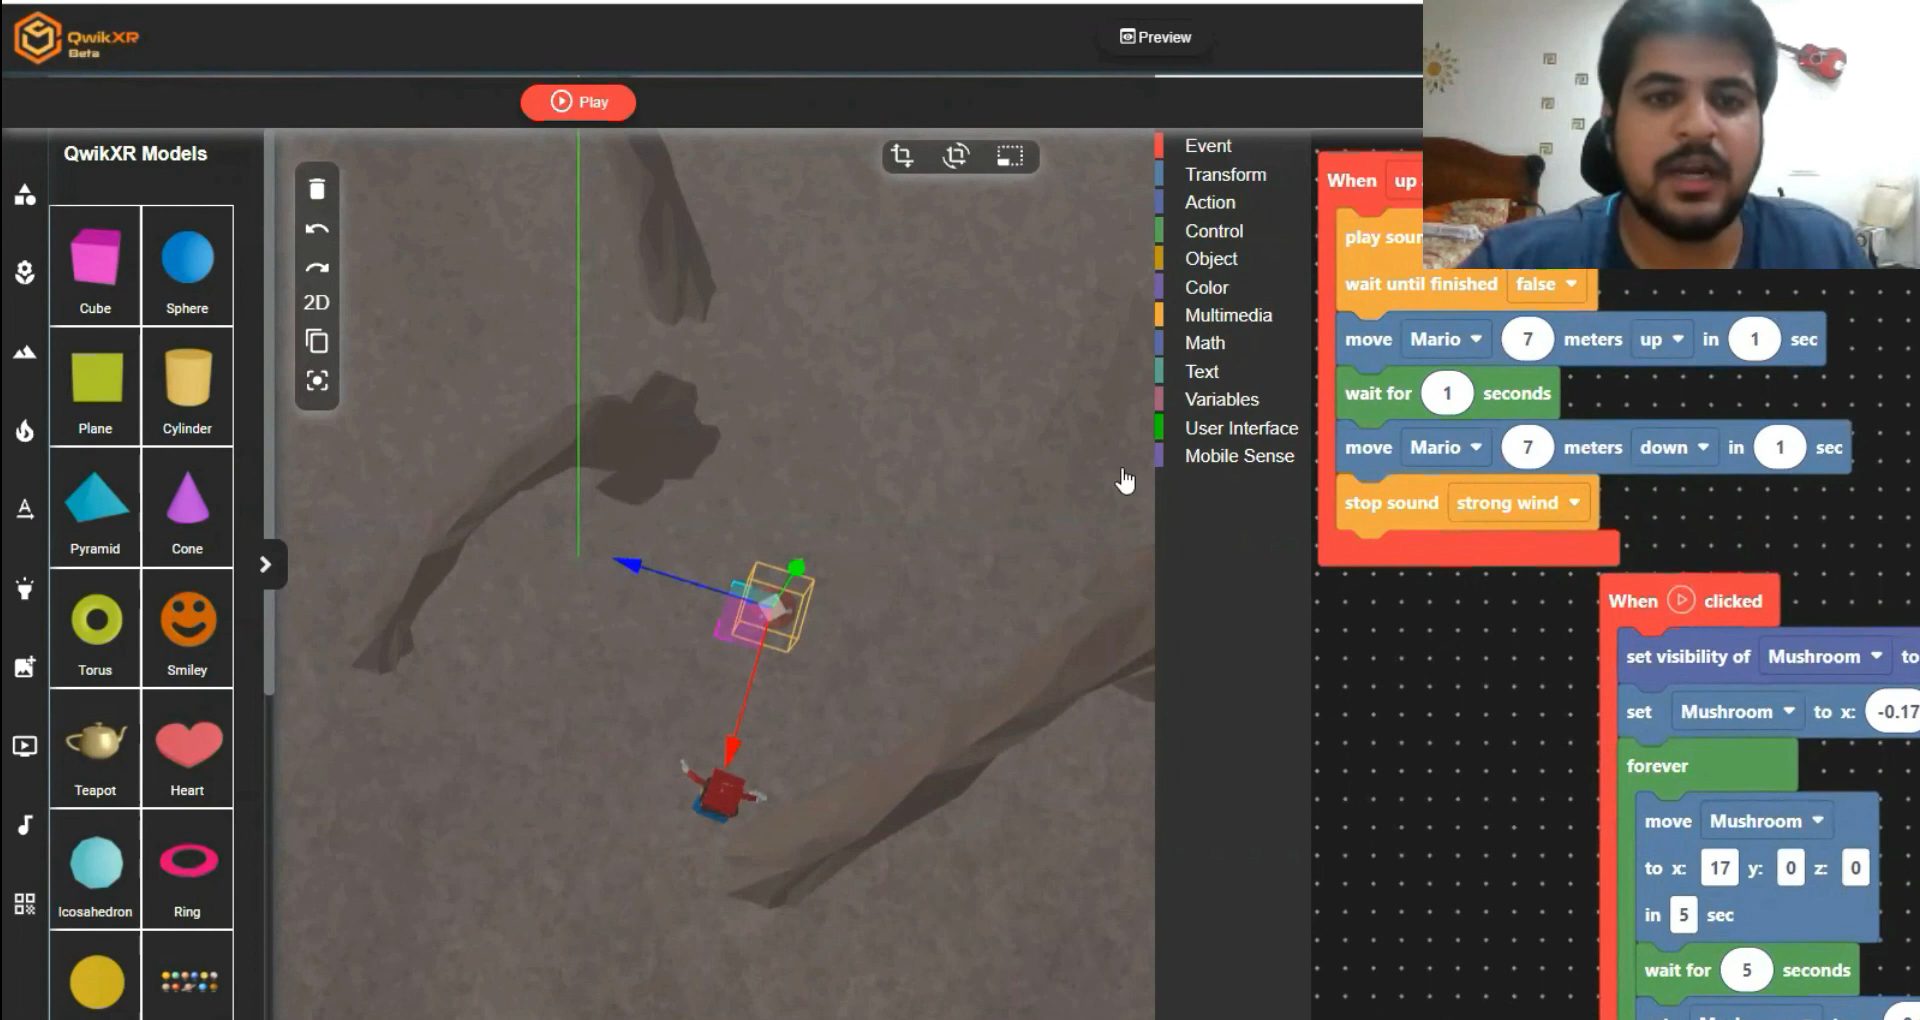 QwikXR
Beta
Preview
Play
QwikXR Models
Cube
Sphere
Plane
Cylinder
Pyramid
Cone
Torus
Smiley
Teapot
Heart
Icosahedron
Ring
2D
Event
Transform
Action
Control
Object
Color
Multimedia
Math
Text
Variables
User Interface
Mobile Sense
When up
play soun
wait until finished false
move Mario 7 meters up in 1 sec
wait for 1 seconds
move Mario 7 meters down in 1 sec
stop sound strong wind
When clicked
set visibility of Mushroom to
set Mushroom to x: -0.17
forever
move Mushroom
to x: 17 y: 0 z: 0
in 5 sec
wait for 5 seconds